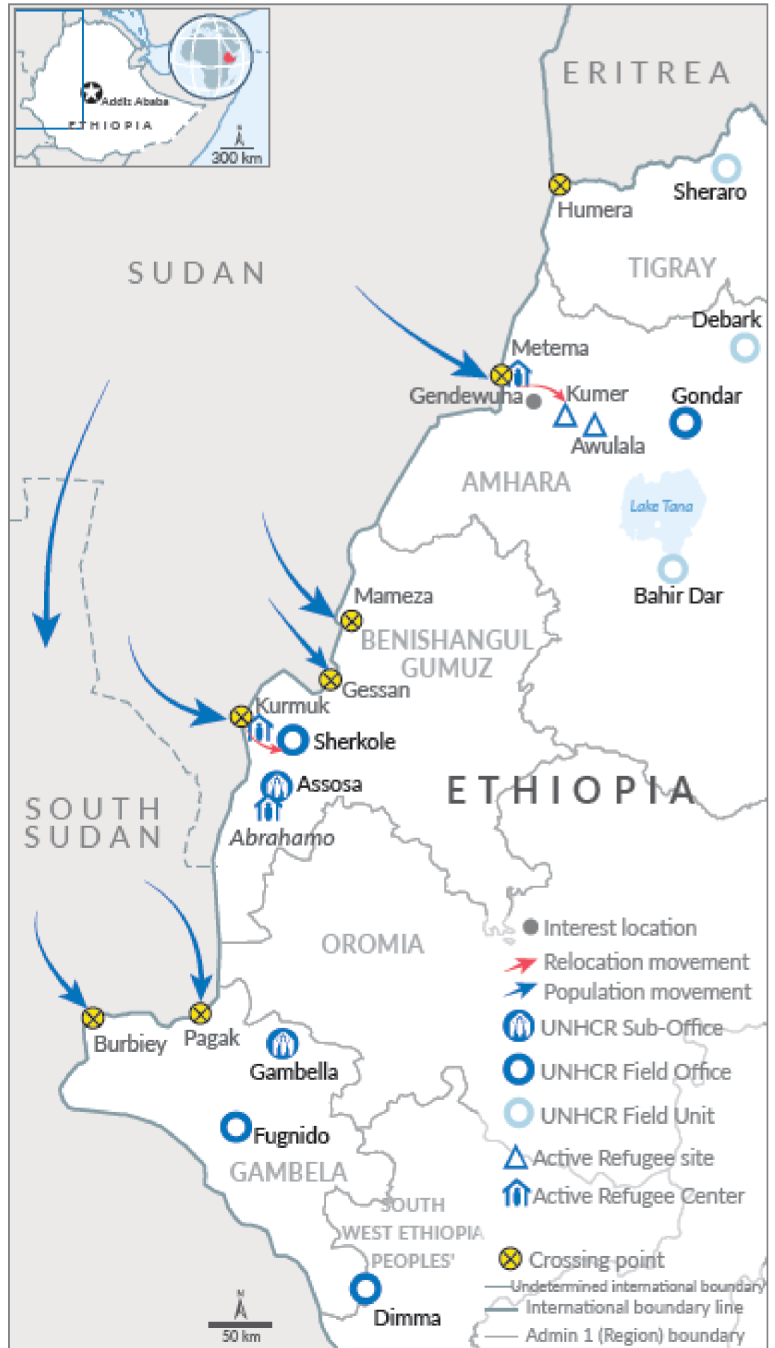 Addis Ababa
ETHIOPIA
N
300 km
ERITREA
Sheraro
Humera
SUDAN
TIGRAY
Debark
Metema
Gendewuha
Kumer
Gondar
Awulala
AMHARA
Lake Tana
Mameza
Bahir Dar
BENISHANGUL
GUMUZ
Gessan
Kurmuk
Sherkole
Assosa
ETHIOPIA
SOUTH
SUDAN
Abrahamo
OROMIA
Burbiey
Pagak
Gambella
Fugnido
GAMBELA
SOUTH
WEST ETHIOPIA
PEOPLES'
Dimma
N
50 km
Interest location
Relocation movement
Population movement
UNHCR Sub-Office
UNHCR Field Office
UNHCR Field Unit
Active Refugee site
Active Refugee Center
Crossing point
Undetermined international boundary
International boundary line
Admin 1 (Region) boundary